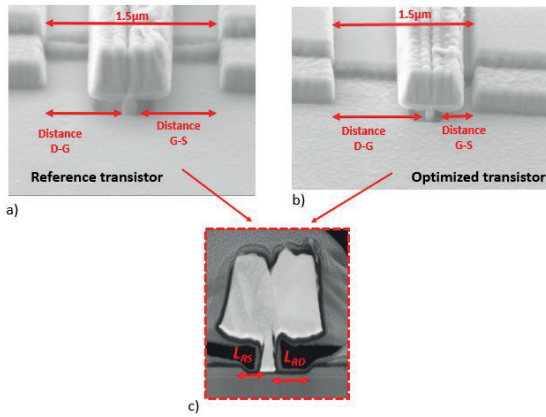 1.5µm
1.5µm
Distance
D-G
Distance
G-S
Distance
D-G
Distance
G-S
Reference transistor
Optimized transistor
a)
b)
L_RS
L_RD
c)